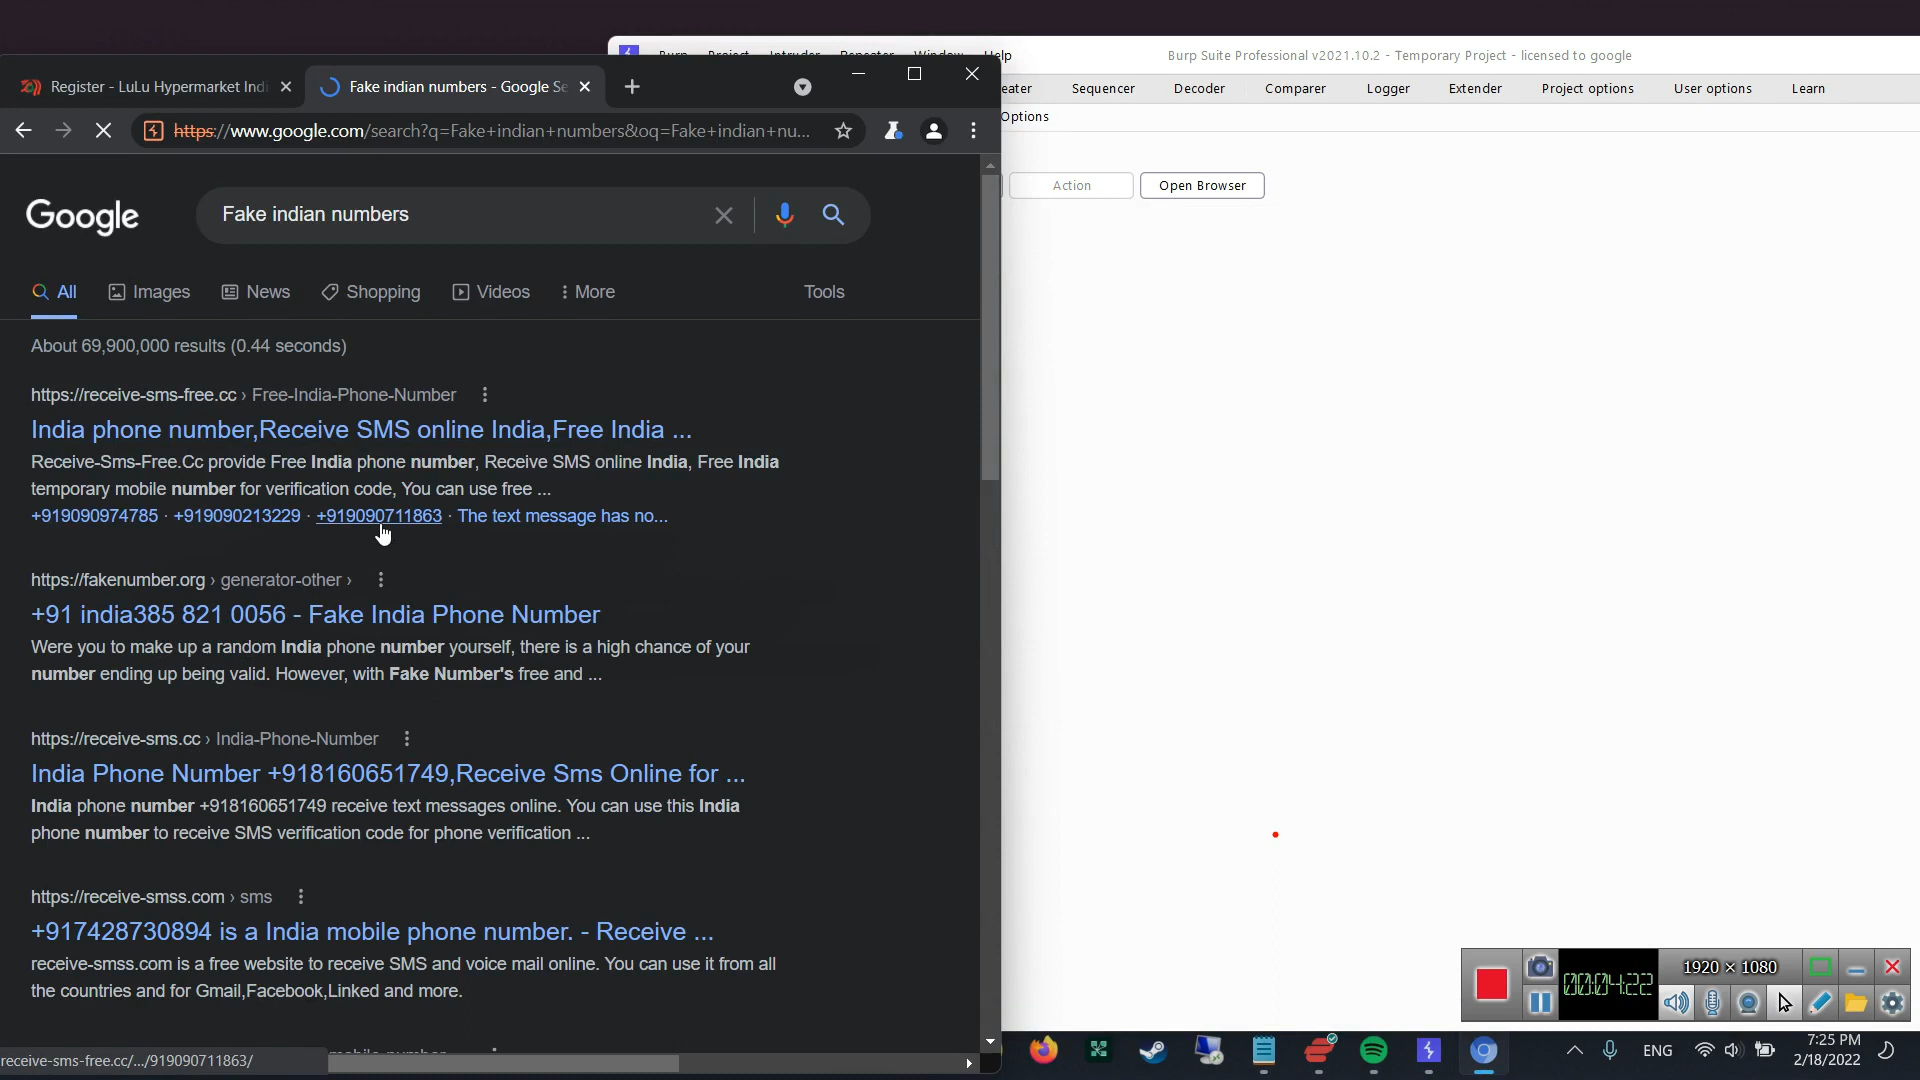 Burp Project Intruder Repeater Window Help
Burp Suite Professional v2021.10.2 - Temporary Project - licensed to google
Register - LuLu Hypermarket Indi
Fake indian numbers - Google Se
eater Sequencer Decoder Comparer Logger Extender Project options User options Learn
https://www.google.com/search?q=Fake+indian+numbers&oq=Fake+indian+nu...
Options
Action
Open Browser
Google
Fake indian numbers
All Images News Shopping Videos More Tools
About 69,900,000 results (0.44 seconds)
https://receive-sms-free.cc › Free-India-Phone-Number
India phone number,Receive SMS online India,Free India ...
Receive-Sms-Free.Cc provide Free India phone number, Receive SMS online India, Free India
temporary mobile number for verification code, You can use free ...
+919090974785 · +919090213229 · +919090711863 · The text message has no...
https://fakenumber.org › generator-other ›
+91 india385 821 0056 - Fake India Phone Number
Were you to make up a random India phone number yourself, there is a high chance of your
number ending up being valid. However, with Fake Number's free and ...
https://receive-sms.cc › India-Phone-Number
India Phone Number +918160651749,Receive Sms Online for ...
India phone number +918160651749 receive text messages online. You can use this India
phone number to receive SMS verification code for phone verification ...
https://receive-smss.com › sms
+917428730894 is a India mobile phone number. - Receive ...
receive-smss.com is a free website to receive SMS and voice mail online. You can use it from all
the countries and for Gmail,Facebook,Linked and more.
receive-sms-free.cc/.../919090711863/
00:04:22
1920 × 1080
ENG
7:25 PM
2/18/2022